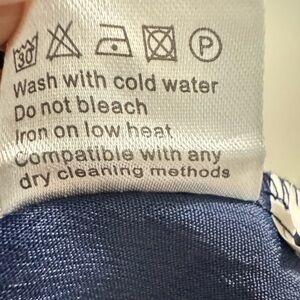 30 P
Wash with cold water
Do not bleach
Iron on low heat
Compatible with any
dry cleaning methods